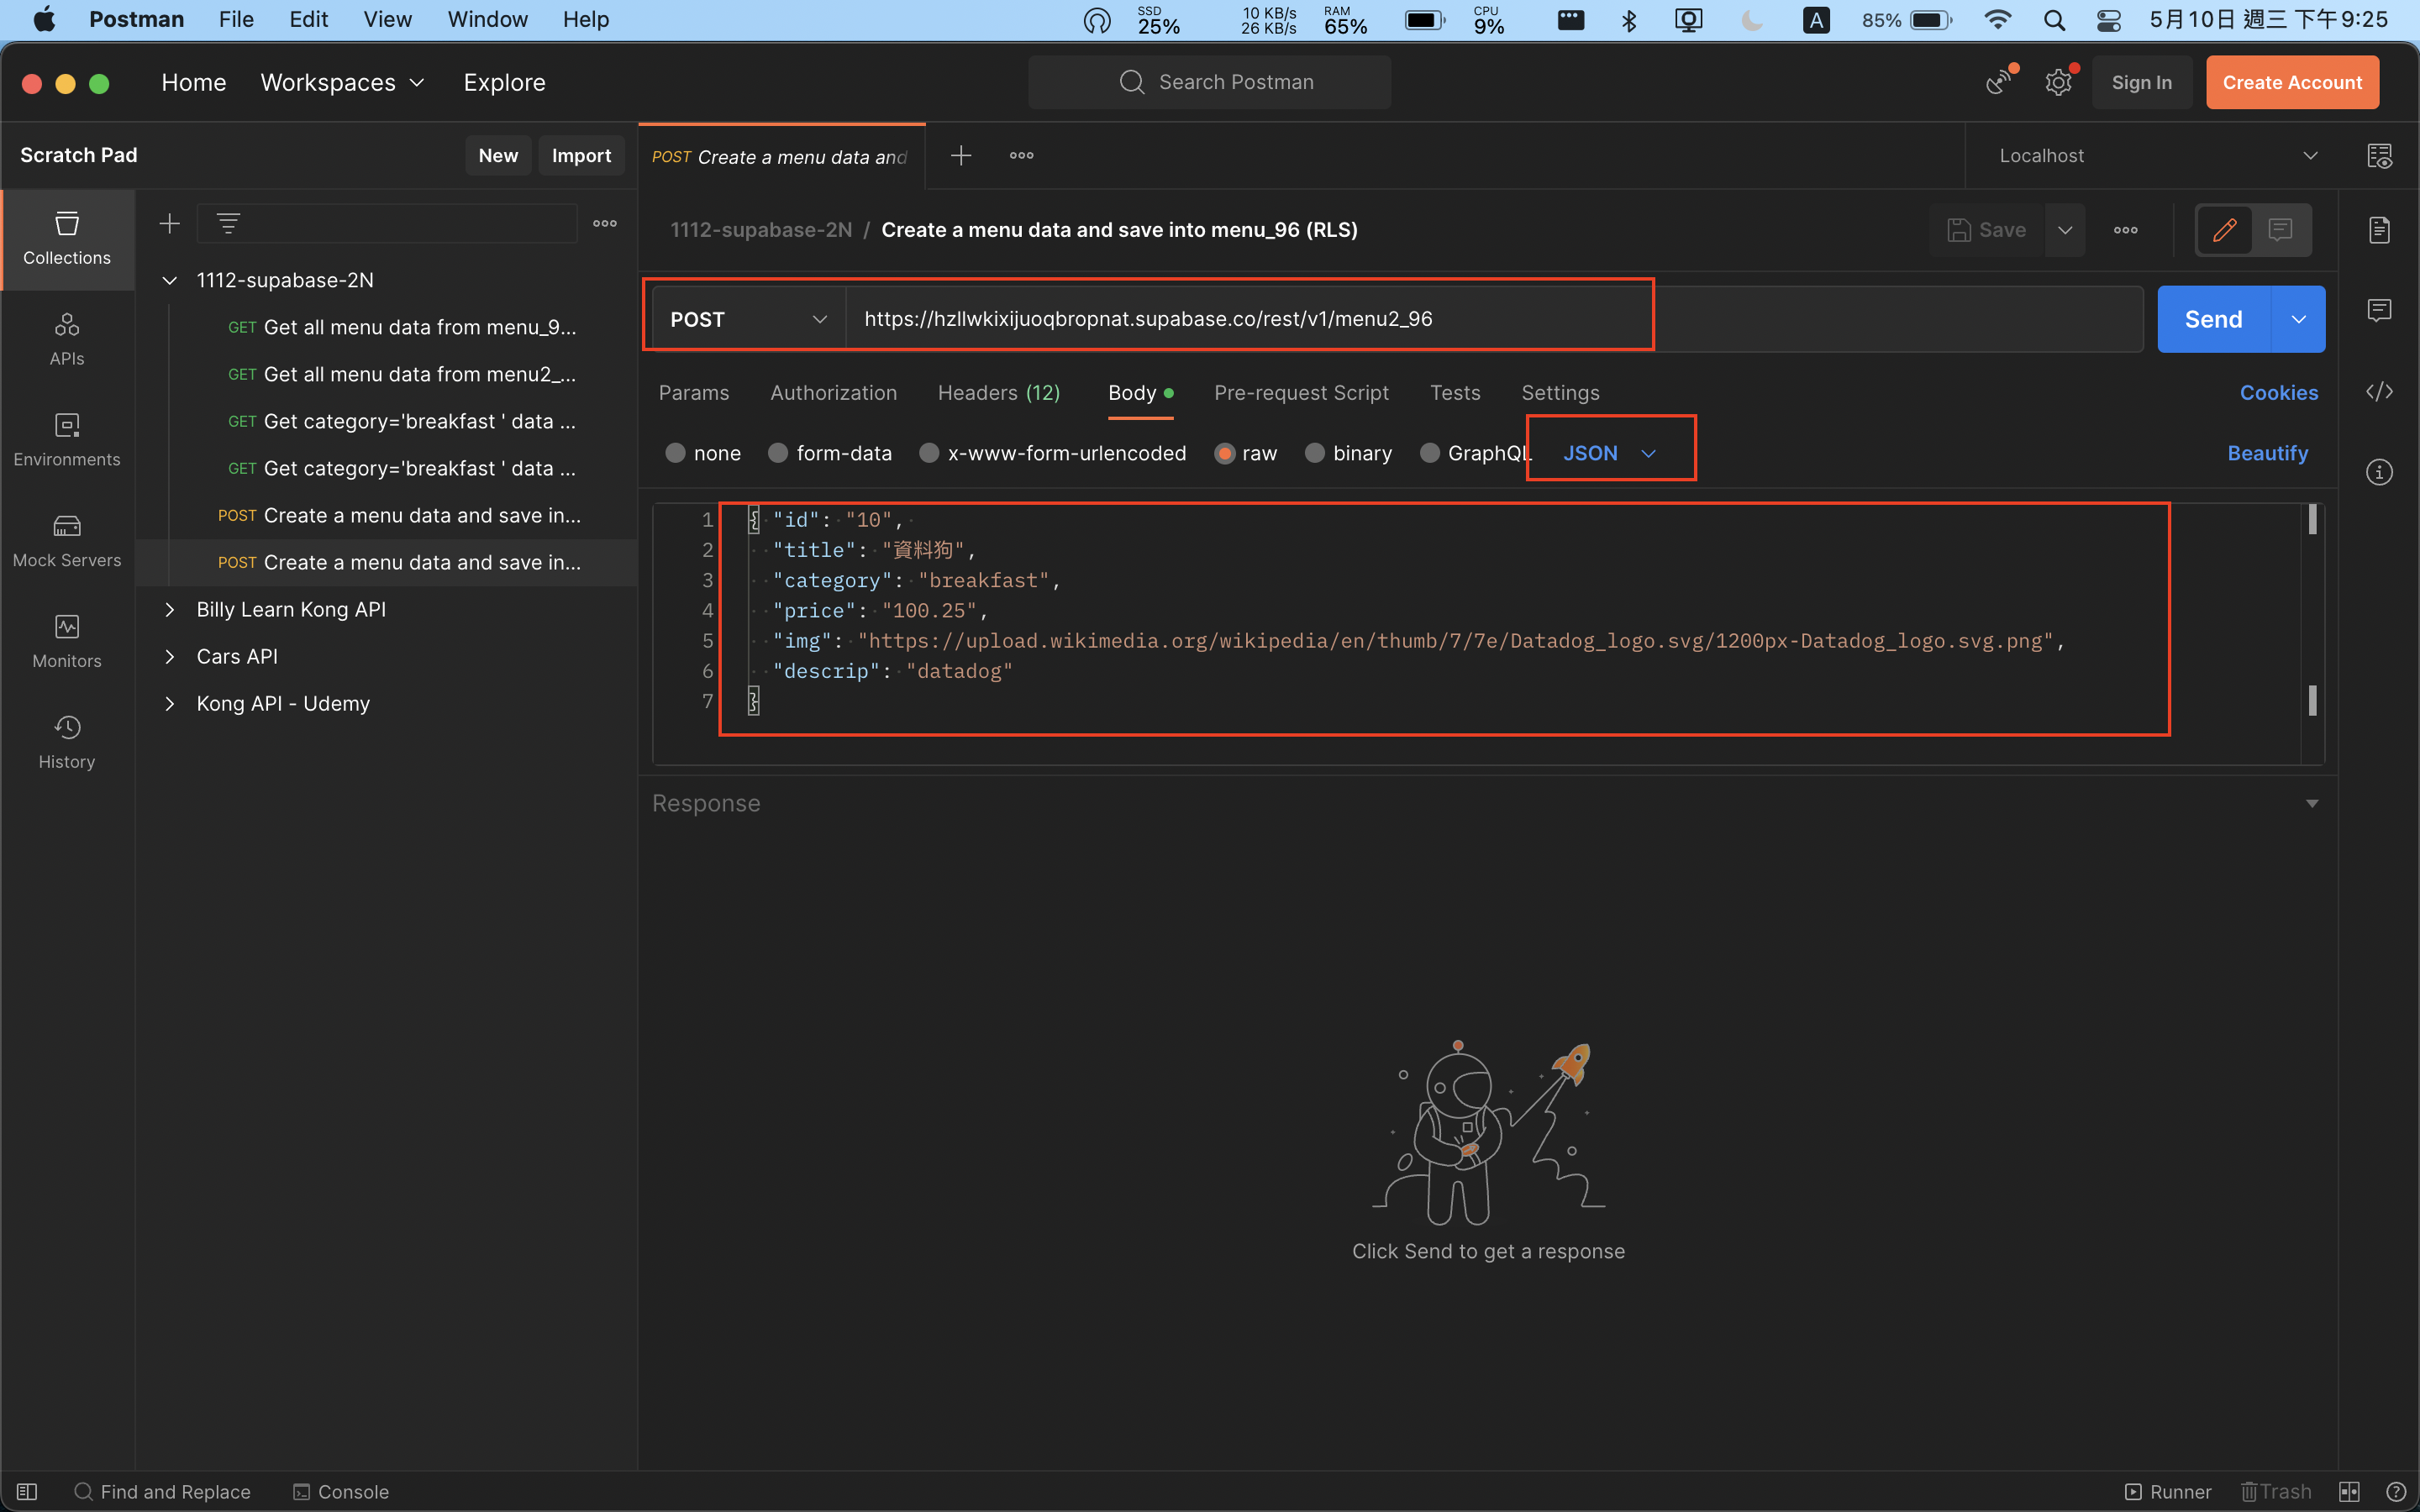 Postman File Edit View Window Help SSD 25% 10 KB/s 26 KB/s RAM 65% CPU 9% A 85% 5月10日 週三 下午9:25
Home Workspaces Explore Search Postman Sign In Create Account
Scratch Pad New Import POST Create a menu data and Localhost
Collections
APIs
Environments
Mock Servers
Monitors
History
1112-supabase-2N
GET Get all menu data from menu_9...
GET Get all menu data from menu2_...
GET Get category='breakfast ' data ...
GET Get category='breakfast ' data ...
POST Create a menu data and save in...
POST Create a menu data and save in...
Billy Learn Kong API
Cars API
Kong API - Udemy
1112-supabase-2N / Create a menu data and save into menu_96 (RLS) Save
POST https://hzllwkixijuoqbropnat.supabase.co/rest/v1/menu2_96 Send
Params Authorization Headers (12) Body Pre-request Script Tests Settings Cookies
none form-data x-www-form-urlencoded raw binary GraphQL JSON Beautify
1 { "id": "10",
2 "title": "資料狗",
3 "category": "breakfast",
4 "price": "100.25",
5 "img": "https://upload.wikimedia.org/wikipedia/en/thumb/7/7e/Datadog_logo.svg/1200px-Datadog_logo.svg.png",
6 "descrip": "datadog"
7 }
Response
Click Send to get a response
Find and Replace Console Runner Trash